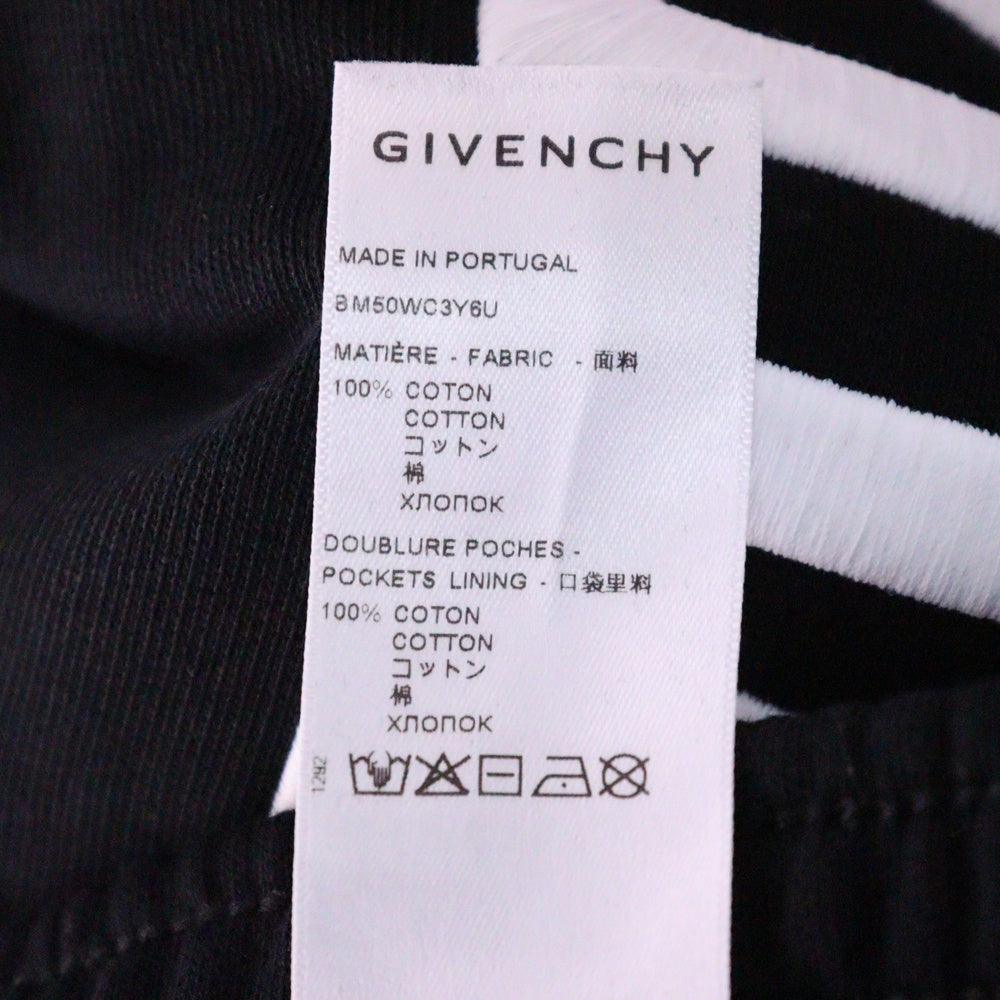 GIVENCHY
MADE IN PORTUGAL
BM50WC3Y6U
MATIÈRE - FABRIC - 面料
100% COTON
COTTON
コットン
棉
ХЛОПОК
DOUBLURE POCHES -
POCKETS LINING - 口袋里料
100% COTON
COTTON
コットン
棉
ХЛОПОК
1292